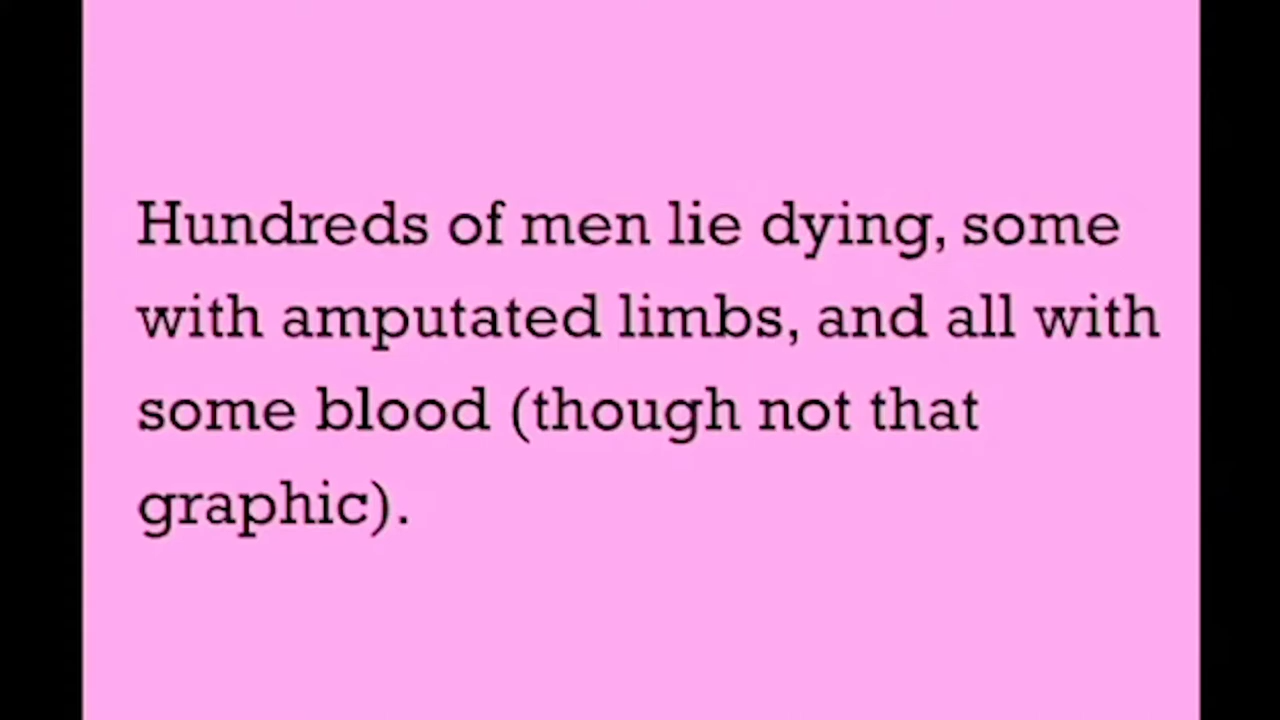 Hundreds of men lie dying, some
with amputated limbs, and all with
some blood (though not that
graphic).